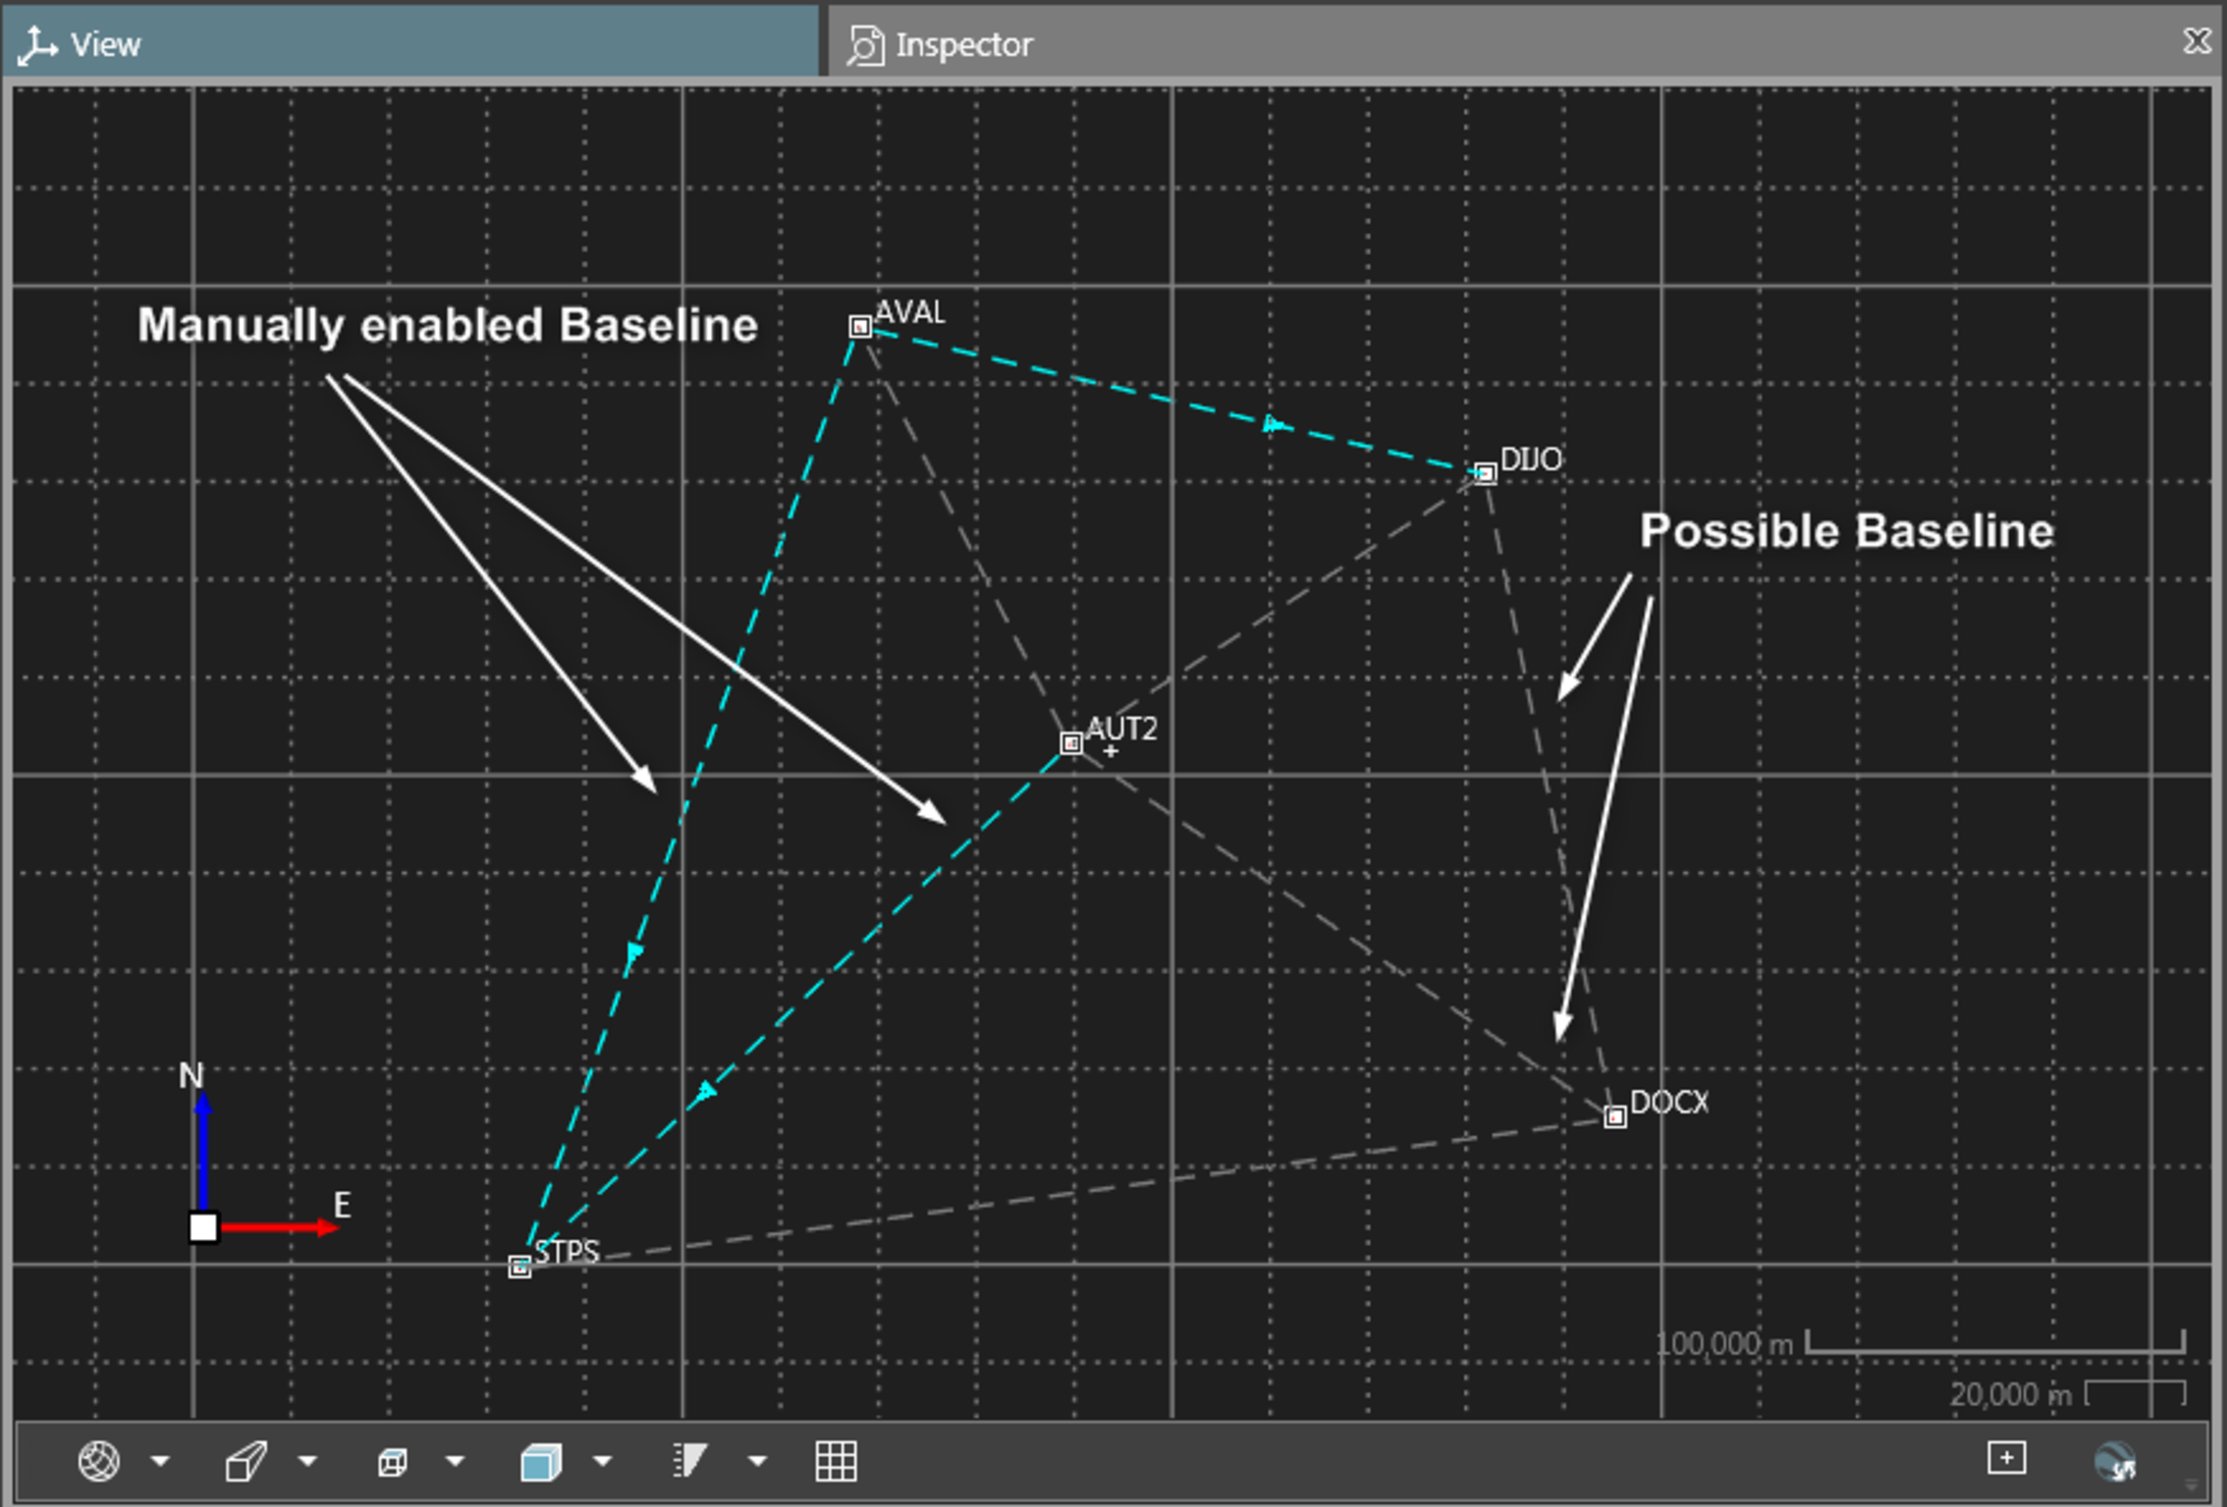 View
Inspector
AVAL
Manually enabled Baseline
DIJO
Possible Baseline
AUT2
N
DOCX
E
STPS
100,000 m
20,000 m